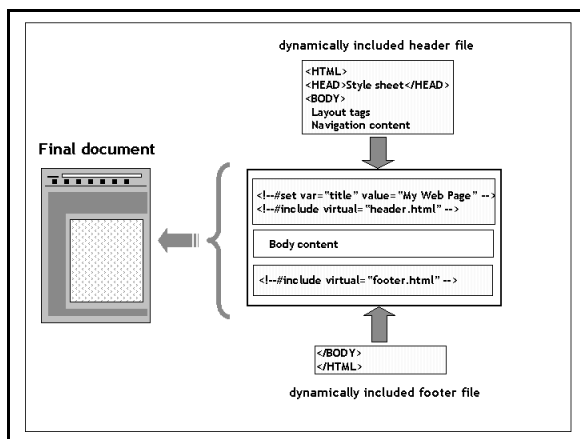 dynamically included header file
<HTML>
<HEAD>Style sheet</HEAD>
<BODY>
Layout tags
Navigation content
Final document
<!--#set var="title" value="My Web Page" -->
<!--#include virtual="header.html" -->
Body content
<!--#include virtual="footer.html" -->
</BODY>
</HTML>
dynamically included footer file